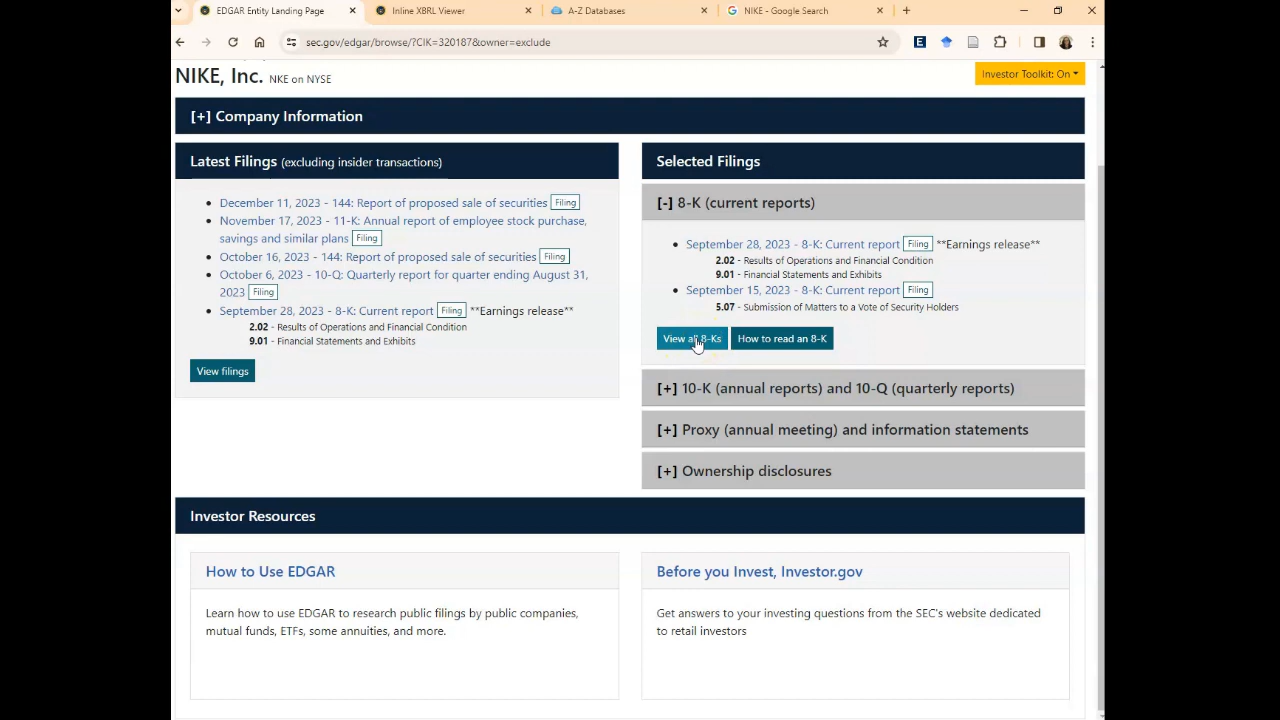 EDGAR Entity Landing Page
Inline XBRL Viewer
A-Z Databases
NIKE - Google Search
sec.gov/edgar/browse/?CIK=320187&owner=exclude
NIKE, Inc. NKE on NYSE
Investor Toolkit: On
[+] Company Information
Latest Filings (excluding insider transactions)
December 11, 2023 - 144: Report of proposed sale of securities Filing
November 17, 2023 - 11-K: Annual report of employee stock purchase,
savings and similar plans Filing
October 16, 2023 - 144: Report of proposed sale of securities Filing
October 6, 2023 - 10-Q: Quarterly report for quarter ending August 31,
2023 Filing
September 28, 2023 - 8-K: Current report Filing **Earnings release**
2.02 - Results of Operations and Financial Condition
9.01 - Financial Statements and Exhibits
View filings
Selected Filings
[-] 8-K (current reports)
September 28, 2023 - 8-K: Current report Filing **Earnings release**
2.02 - Results of Operations and Financial Condition
9.01 - Financial Statements and Exhibits
September 15, 2023 - 8-K: Current report Filing
5.07 - Submission of Matters to a Vote of Security Holders
View all 8-Ks How to read an 8-K
[+] 10-K (annual reports) and 10-Q (quarterly reports)
[+] Proxy (annual meeting) and information statements
[+] Ownership disclosures
Investor Resources
How to Use EDGAR
Learn how to use EDGAR to research public filings by public companies,
mutual funds, ETFs, some annuities, and more.
Before you Invest, Investor.gov
Get answers to your investing questions from the SEC's website dedicated
to retail investors